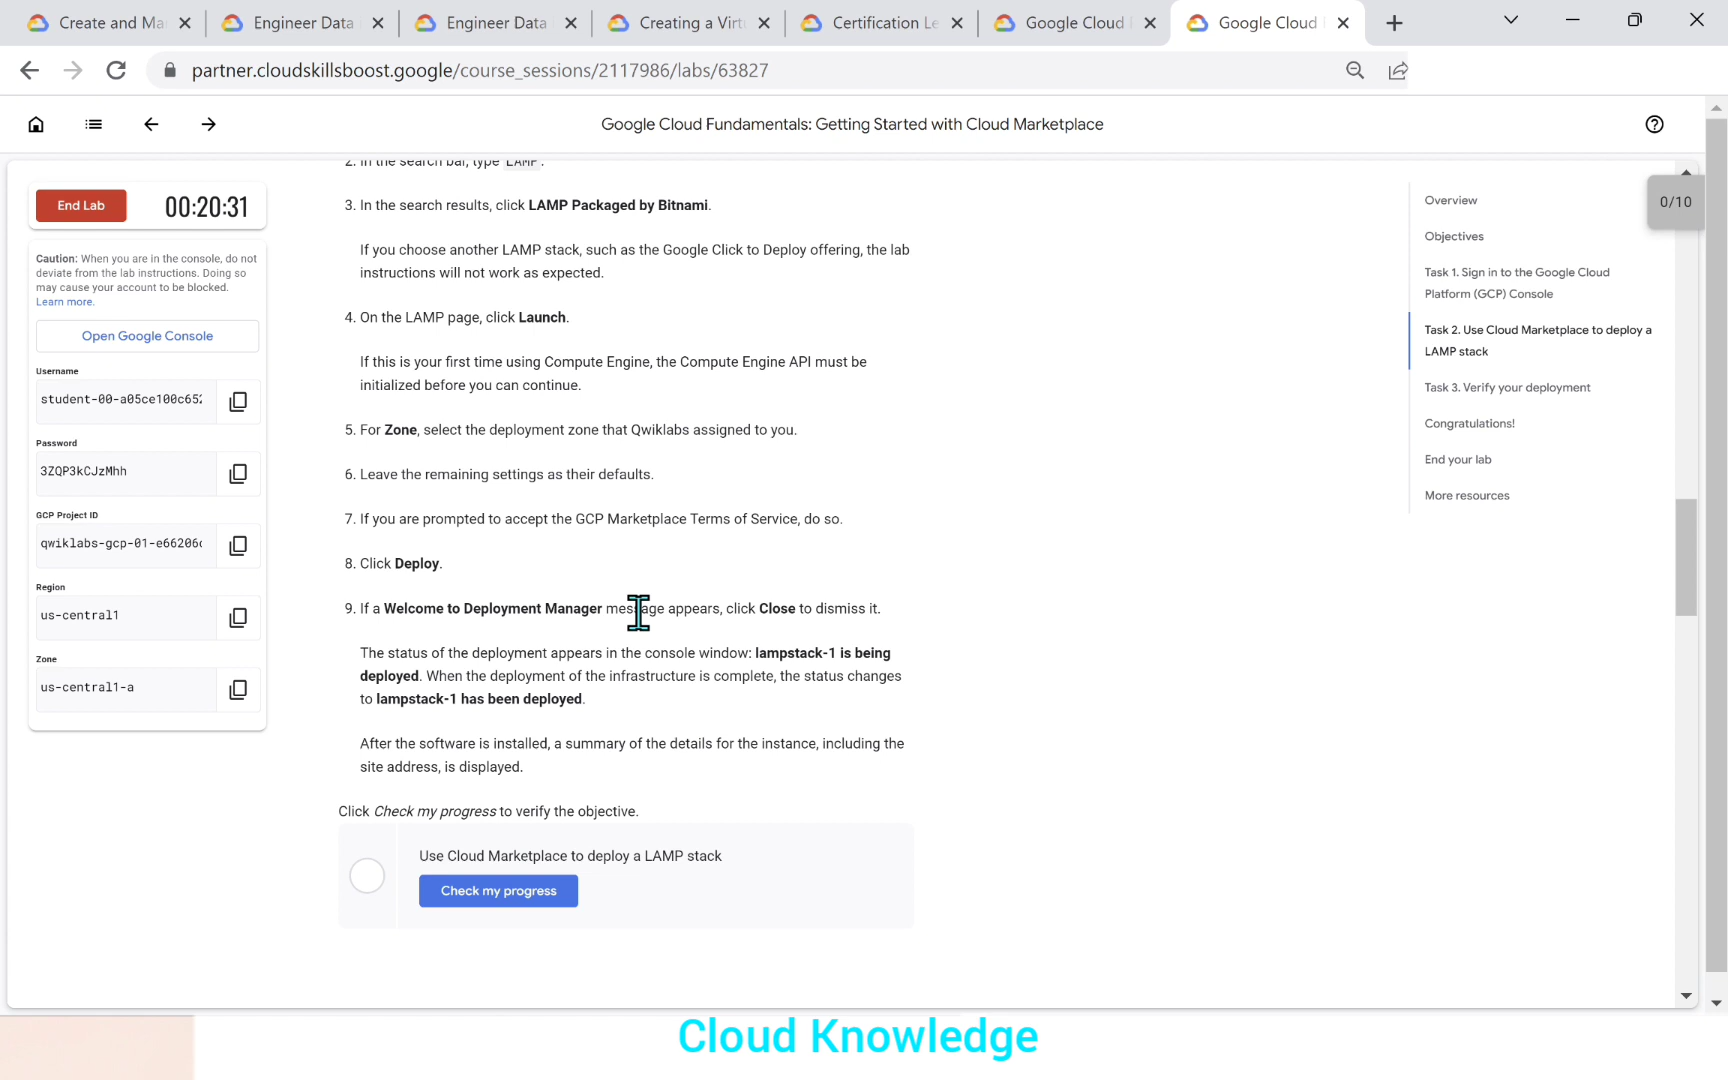 Create and Ma
Engineer Data
Engineer Data
Creating a Virt
Certification Le
Google Cloud
Google Cloud
partner.cloudskillsboost.google/course_sessions/2117986/labs/63827
Google Cloud Fundamentals: Getting Started with Cloud Marketplace
End Lab
00:20:31
Caution: When you are in the console, do not
deviate from the lab instructions. Doing so
may cause your account to be blocked.
Learn more.
Open Google Console
Username
student-00-a05ce100c652
Password
3ZQP3kCJzMhh
GCP Project ID
qwiklabs-gcp-01-e66206
Region
us-central1
Zone
us-central1-a
2. In the search bar, type LAMP.
3. In the search results, click LAMP Packaged by Bitnami.
If you choose another LAMP stack, such as the Google Click to Deploy offering, the lab
instructions will not work as expected.
4. On the LAMP page, click Launch.
If this is your first time using Compute Engine, the Compute Engine API must be
initialized before you can continue.
5. For Zone, select the deployment zone that Qwiklabs assigned to you.
6. Leave the remaining settings as their defaults.
7. If you are prompted to accept the GCP Marketplace Terms of Service, do so.
8. Click Deploy.
9. If a Welcome to Deployment Manager message appears, click Close to dismiss it.
The status of the deployment appears in the console window: lampstack-1 is being
deployed. When the deployment of the infrastructure is complete, the status changes
to lampstack-1 has been deployed.
After the software is installed, a summary of the details for the instance, including the
site address, is displayed.
Click Check my progress to verify the objective.
Use Cloud Marketplace to deploy a LAMP stack
Check my progress
Overview
Objectives
Task 1. Sign in to the Google Cloud
Platform (GCP) Console
Task 2. Use Cloud Marketplace to deploy a
LAMP stack
Task 3. Verify your deployment
Congratulations!
End your lab
More resources
0/10
Cloud Knowledge